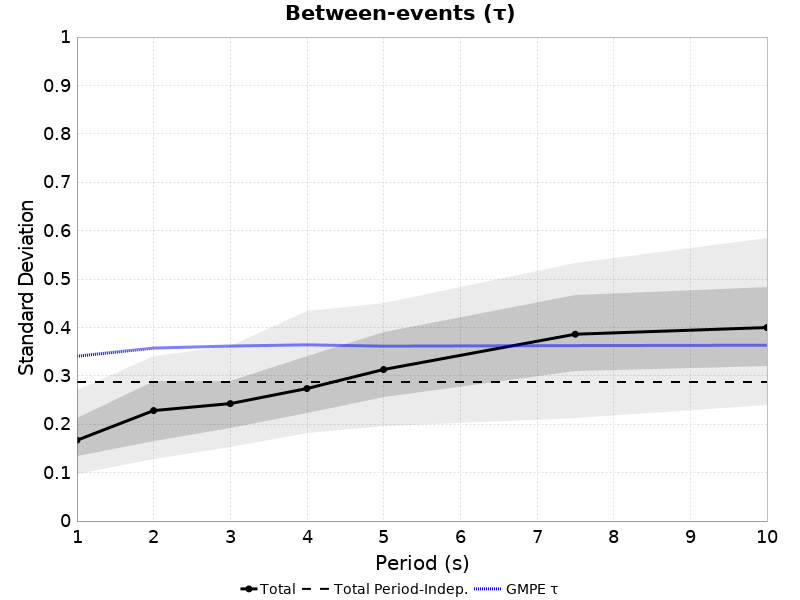 Between-events (τ)
Standard Deviation
1
0.9
0.8
0.7
0.6
0.5
0.4
0.3
0.2
0.1
0
1 2 3 4 5 6 7 8 9 10
Period (s)
Total Total Period-Indep. GMPE τ